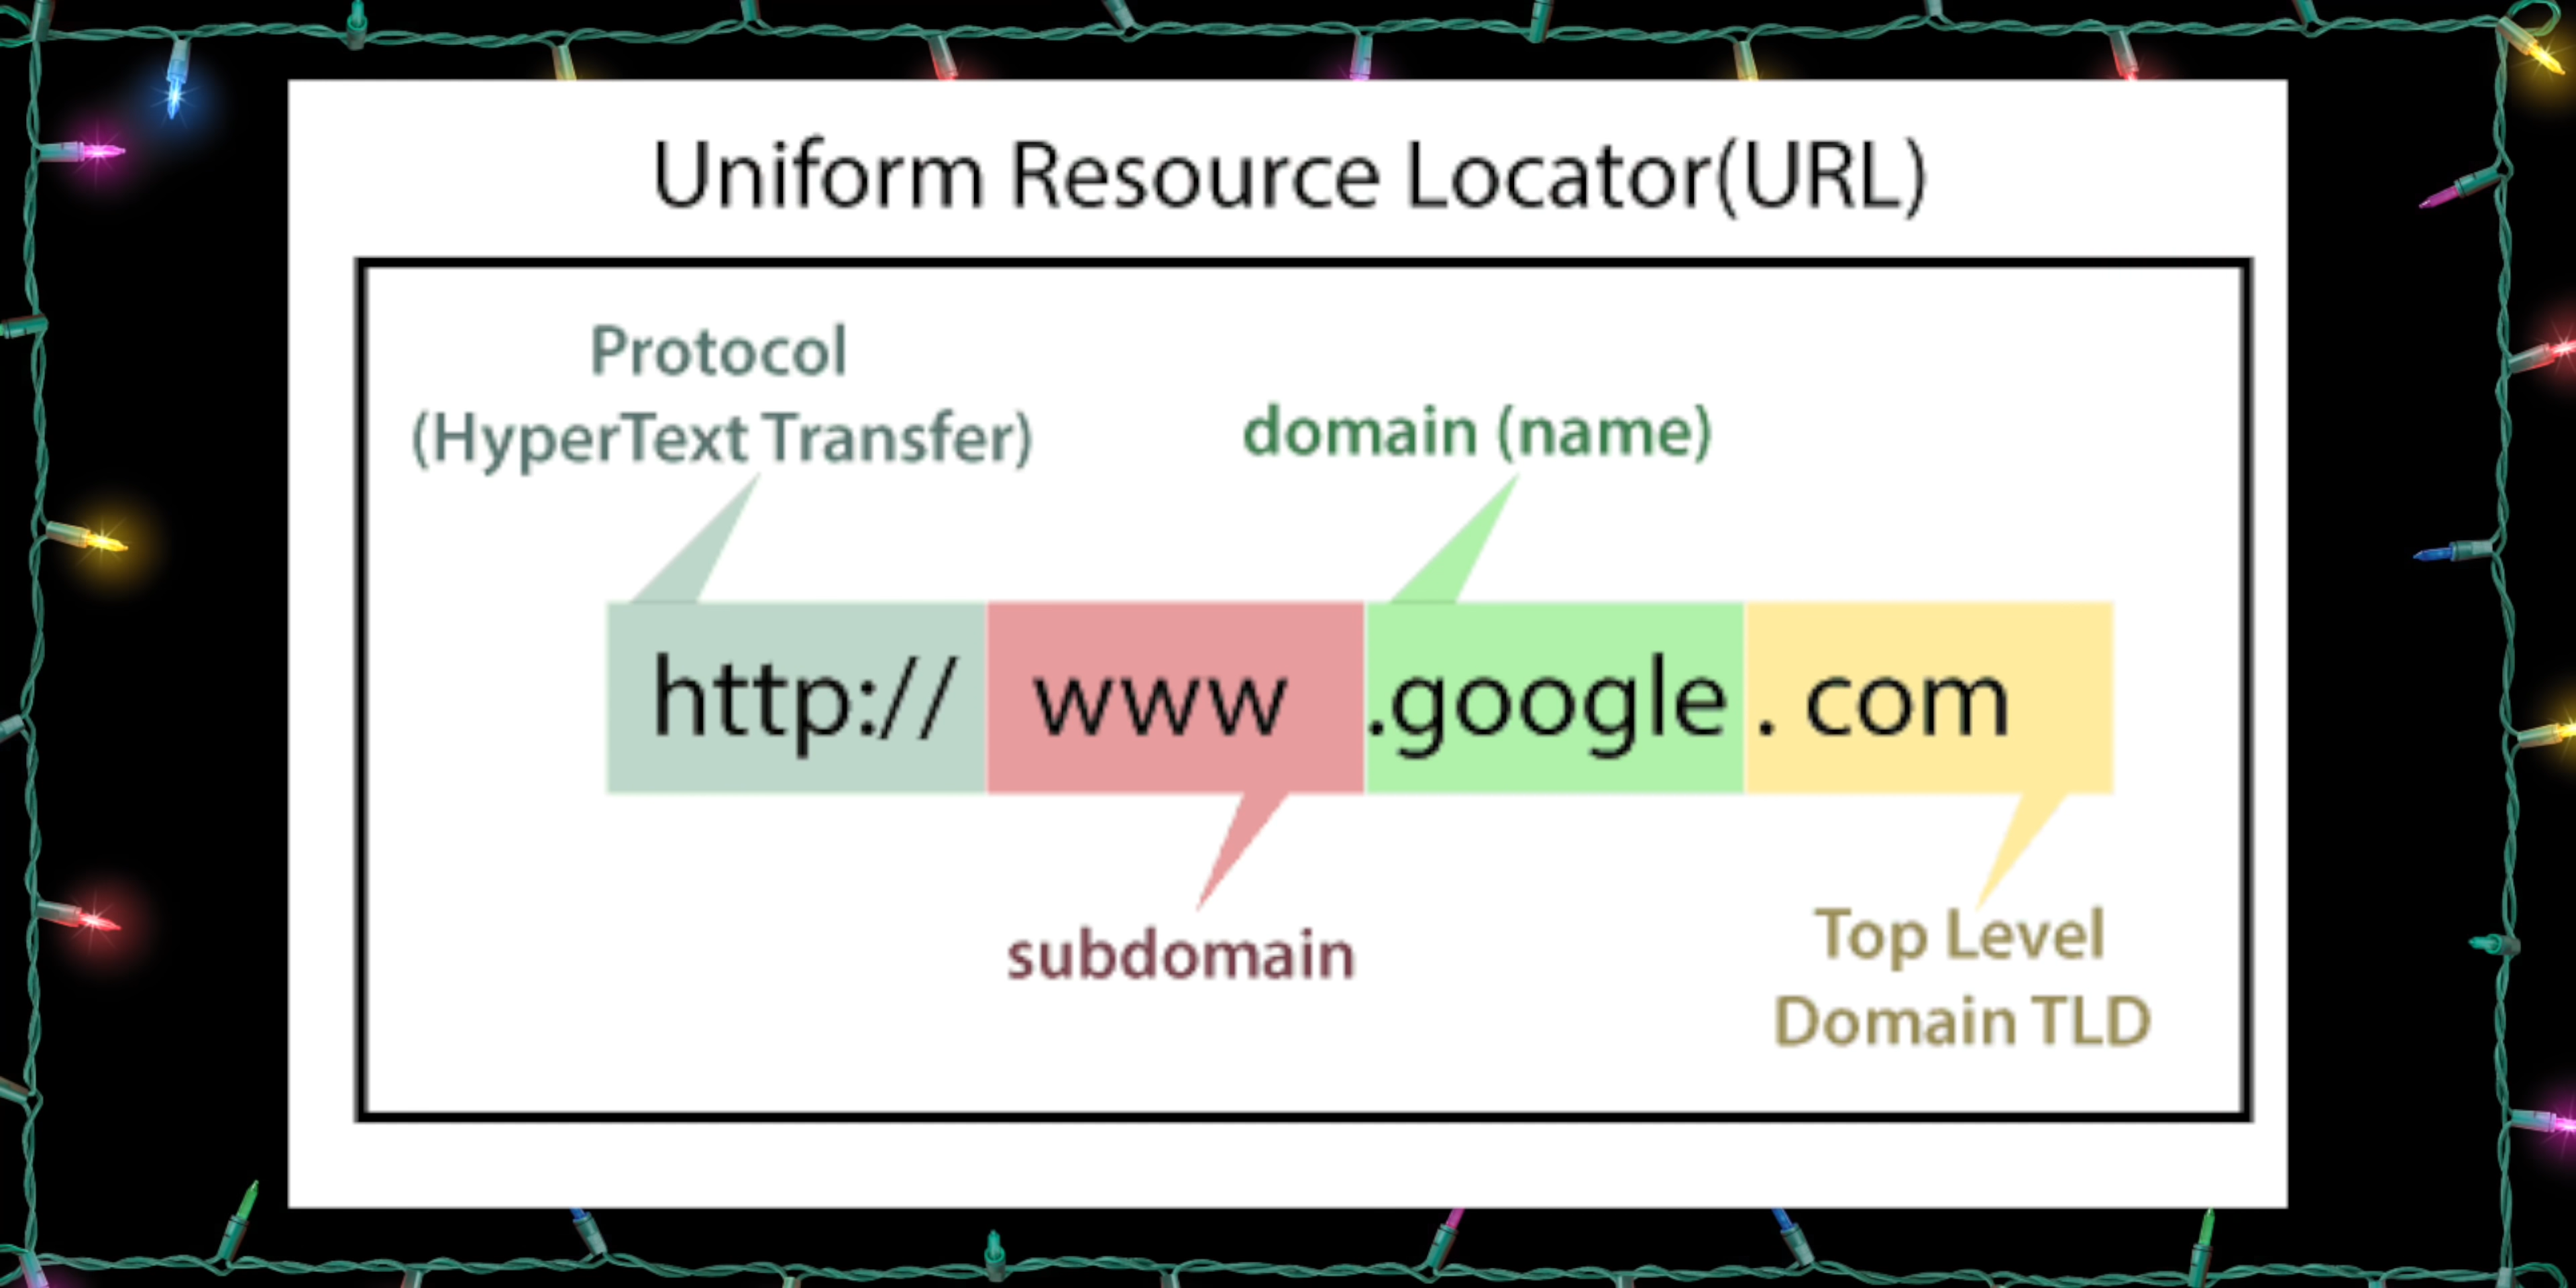 Uniform Resource Locator(URL)
Protocol
(HyperText Transfer)
domain (name)
http:// www .google . com
subdomain
Top Level
Domain TLD